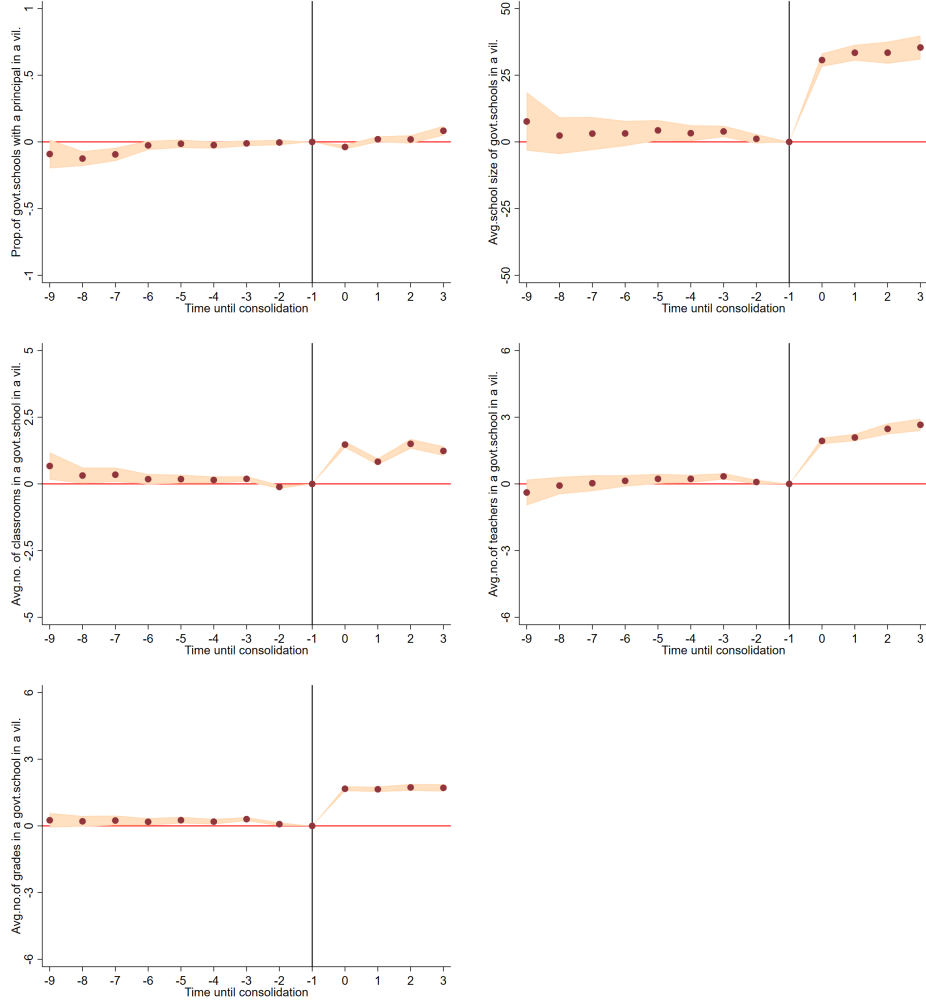 Prop.of govt.schools with a principal in a vil.
1
.5
0
-.5
-1
-9 -8 -7 -6 -5 -4 -3 -2 -1 0 1 2 3
Time until consolidation
Avg.school size of govt.schools in a vil.
50
25
0
-25
-50
-9 -8 -7 -6 -5 -4 -3 -2 -1 0 1 2 3
Time until consolidation
Avg.no. of classrooms in a govt.school in a vil.
5
2.5
0
-2.5
-5
-9 -8 -7 -6 -5 -4 -3 -2 -1 0 1 2 3
Time until consolidation
Avg.no.of teachers in a govt.school in a vil.
6
3
0
-3
-6
-9 -8 -7 -6 -5 -4 -3 -2 -1 0 1 2 3
Time until consolidation
Avg.no.of grades in a govt.school in a vil.
6
3
0
-3
-6
-9 -8 -7 -6 -5 -4 -3 -2 -1 0 1 2 3
Time until consolidation